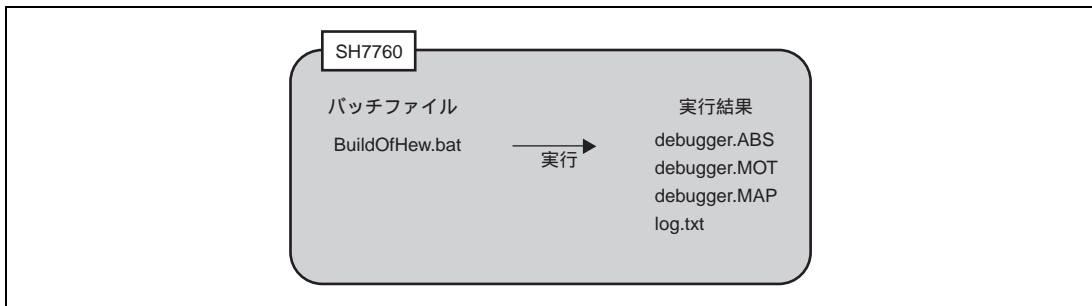 SH7760
バッチファイル
BuildOfHew.bat
実行
実行結果
debugger.ABS
debugger.MOT
debugger.MAP
log.txt